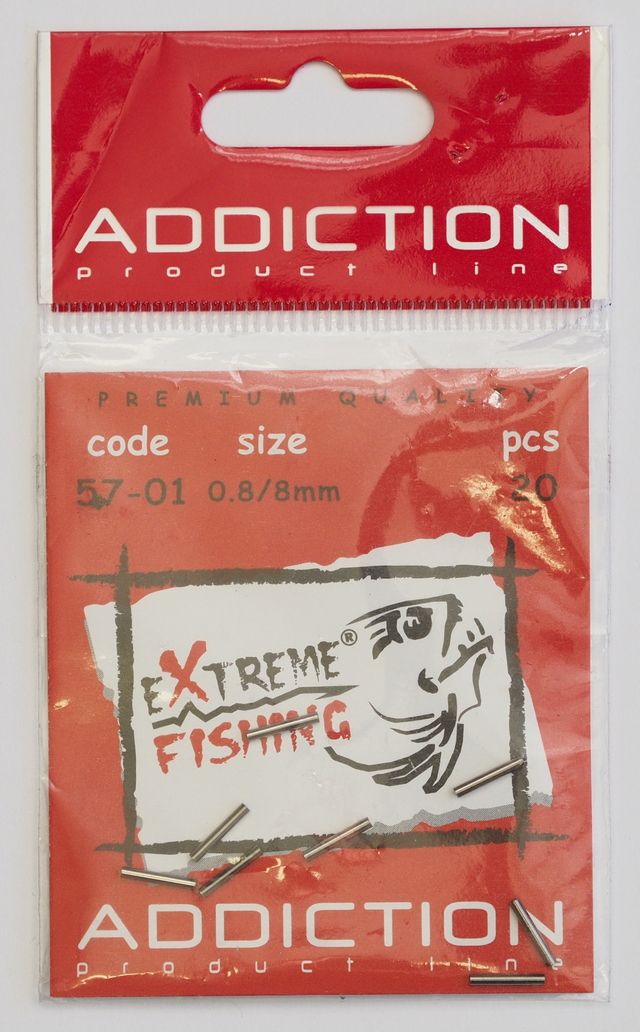 ADDICTION
product line
PREMIUM QUALITY
code size pcs
57-01 0.8/8mm 20
eXTREME®
FISHING
ADDICTION
product line